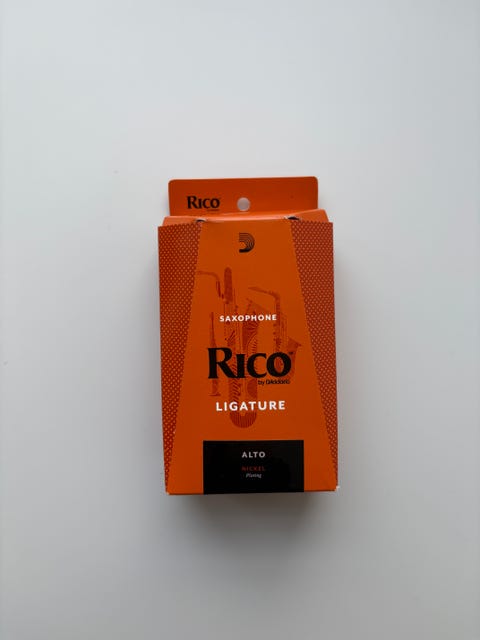 RICO
SAXOPHONE
RICO
by D'Addario
LIGATURE
ALTO
NICKEL
Plating